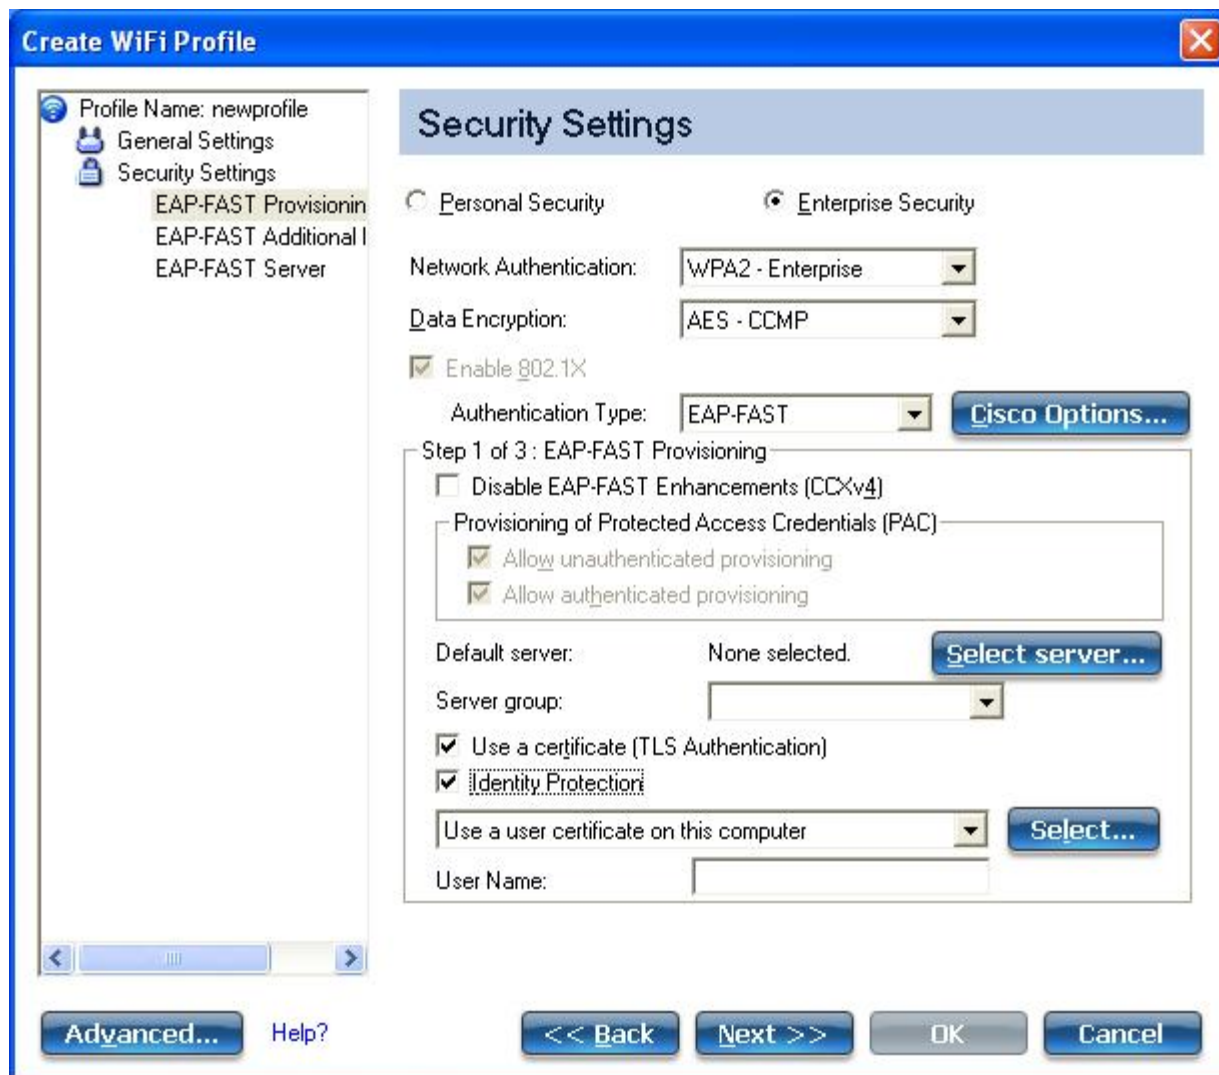 Create WiFi Profile
Profile Name: newprofile
General Settings
Security Settings
EAP-FAST Provisionin
EAP-FAST Additional I
EAP-FAST Server
Security Settings
Personal Security
Enterprise Security
Network Authentication:
WPA2 - Enterprise
Data Encryption:
AES - CCMP
Enable 802.1X
Authentication Type:
EAP-FAST
Cisco Options...
Step 1 of 3 : EAP-FAST Provisioning
Disable EAP-FAST Enhancements (CCXv4)
Provisioning of Protected Access Credentials (PAC)
Allow unauthenticated provisioning
Allow authenticated provisioning
Default server:
None selected.
Select server...
Server group:
Use a certificate (TLS Authentication)
Identity Protection
Use a user certificate on this computer
Select...
User Name:
Advanced...
Help?
<< Back
Next >>
OK
Cancel